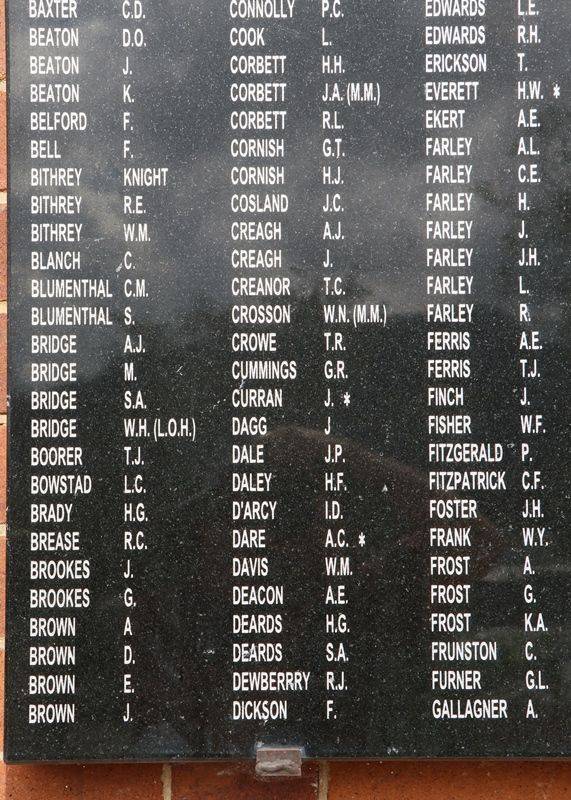 BAXTER C.D.
BEATON D.O.
BEATON J.
BEATON K.
BELFORD F.
BELL F.
BITHREY KNIGHT
BITHREY R.E.
BITHREY W.M.
BLANCH C.
BLUMENTHAL C.M.
BLUMENTHAL S.
BRIDGE A.J.
BRIDGE M.
BRIDGE S.A.
BRIDGE W.H. (L.O.H.)
BOORER T.J.
BOWSTAD L.C.
BRADY H.G.
BREASE R.C.
BROOKES J.
BROOKES G.
BROWN A
BROWN D.
BROWN E.
BROWN J.
CONNOLLY P.C.
COOK L.
CORBETT H.H.
CORBETT J.A. (M.M.)
CORBETT R.L.
CORNISH G.T.
CORNISH H.J.
COSLAND J.C.
CREAGH A.J.
CREAGH J.
CREANOR T.C.
CROSSON W.N. (M.M.)
CROWE T.R.
CUMMINGS G.R.
CURRAN J. *
DAGG J
DALE J.P.
DALEY H.F.
D'ARCY I.D.
DARE A.C. *
DAVIS W.M.
DEACON A.E.
DEARDS H.G.
DEARDS S.A.
DEWBERRRY R.J.
DICKSON F.
EDWARDS L.E.
EDWARDS R.H.
ERICKSON T.
EVERETT H.W. *
EKERT A.E.
FARLEY A.L.
FARLEY C.E.
FARLEY H.
FARLEY J.
FARLEY J.H.
FARLEY L.
FARLEY R.
FERRIS A.E.
FERRIS T.J.
FINCH J.
FISHER W.F.
FITZGERALD P.
FITZPATRICK C.F.
FOSTER J.H.
FRANK W.Y.
FROST A.
FROST G.
FROST K.A.
FRUNSTON C.
FURNER G.L.
GALLAGNER A.